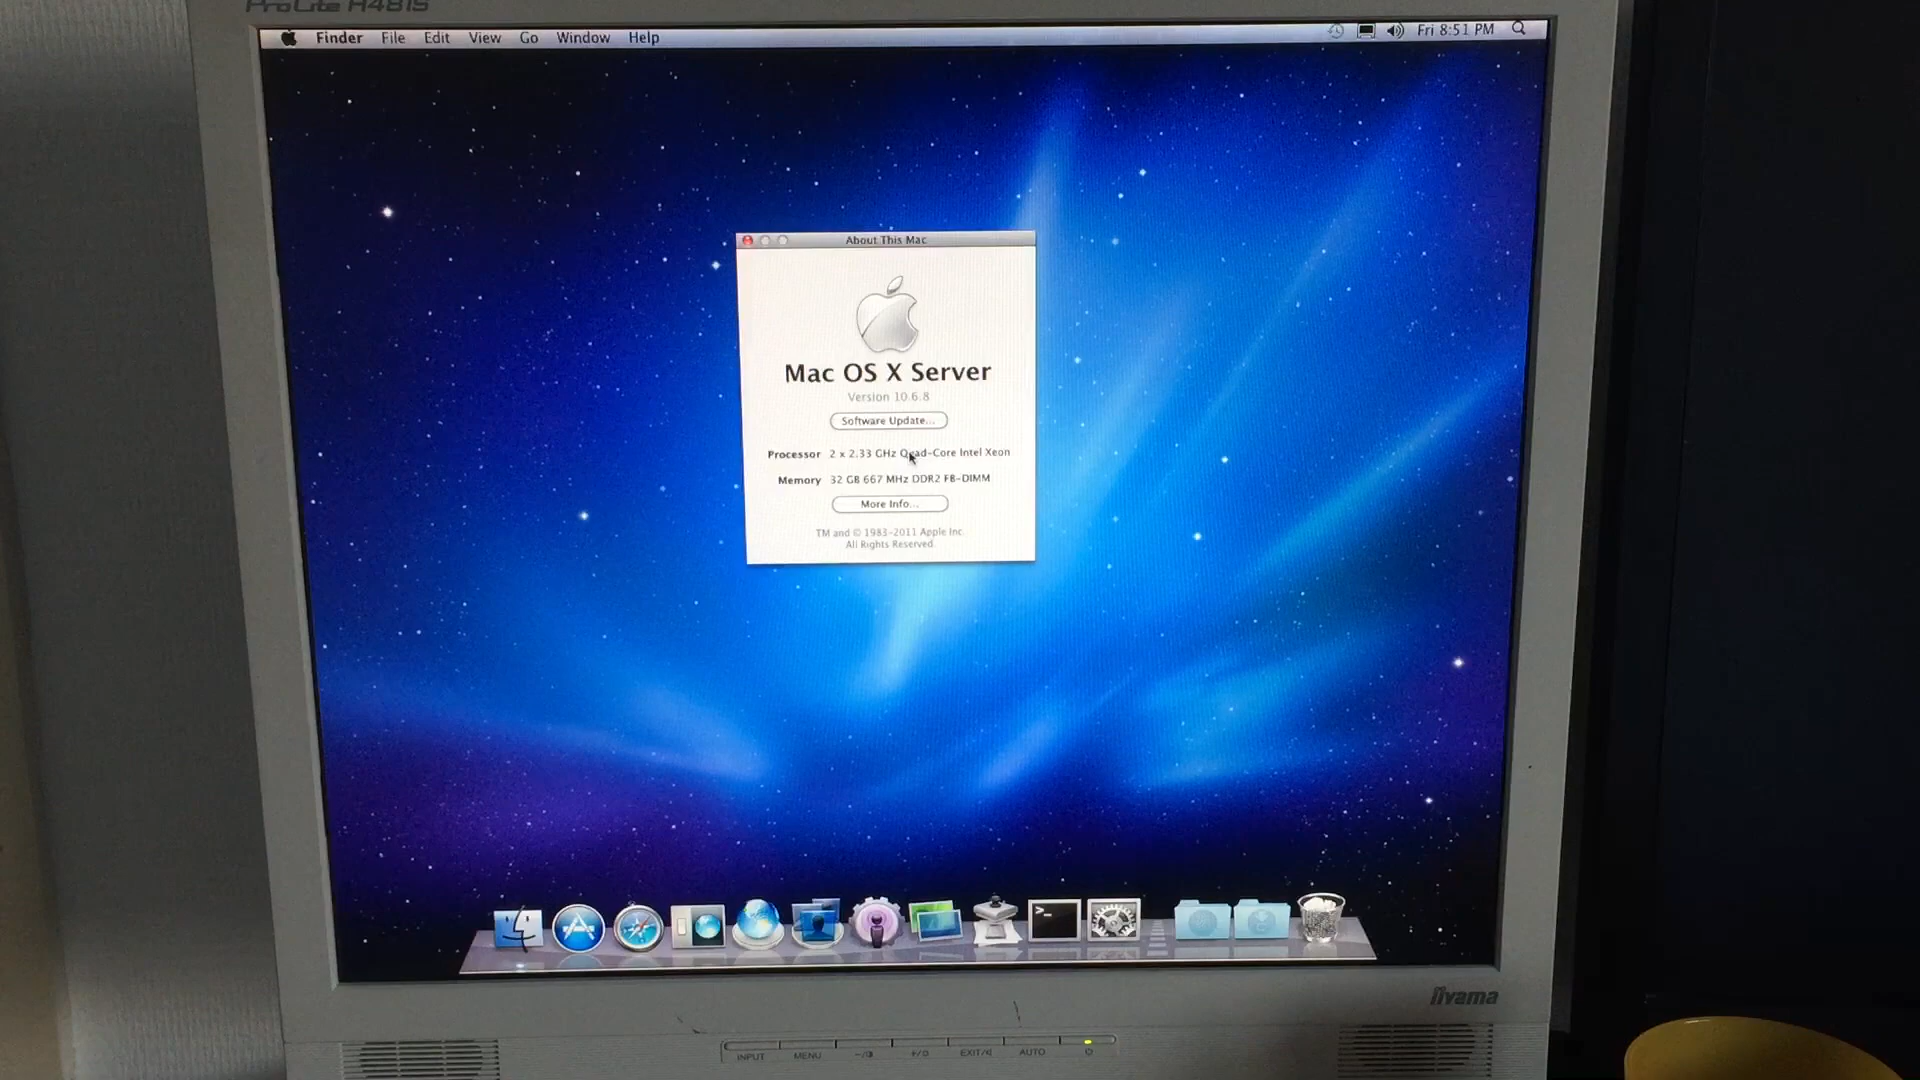 ProLite H481S
Finder File Edit View Go Window Help
Fri 8:51 PM
About This Mac
Mac OS X Server
Version 10.6.8
Software Update...
Processor 2 x 2.33 GHz Quad-Core Intel Xeon
Memory 32 GB 667 MHz DDR2 FB-DIMM
More Info...
TM and © 1983-2011 Apple Inc.
All Rights Reserved.
iiyama
INPUT MENU EXIT AUTO